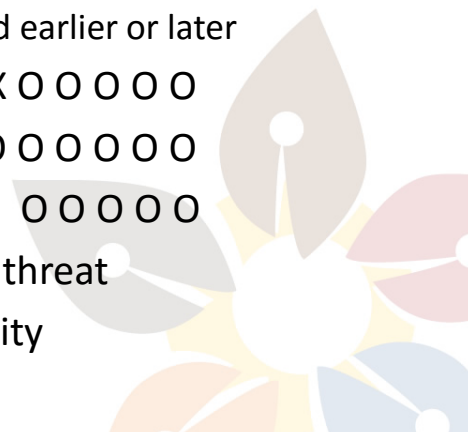 d earlier or later
X O O O O O
O O O O O O
O O O O O
threat
ity